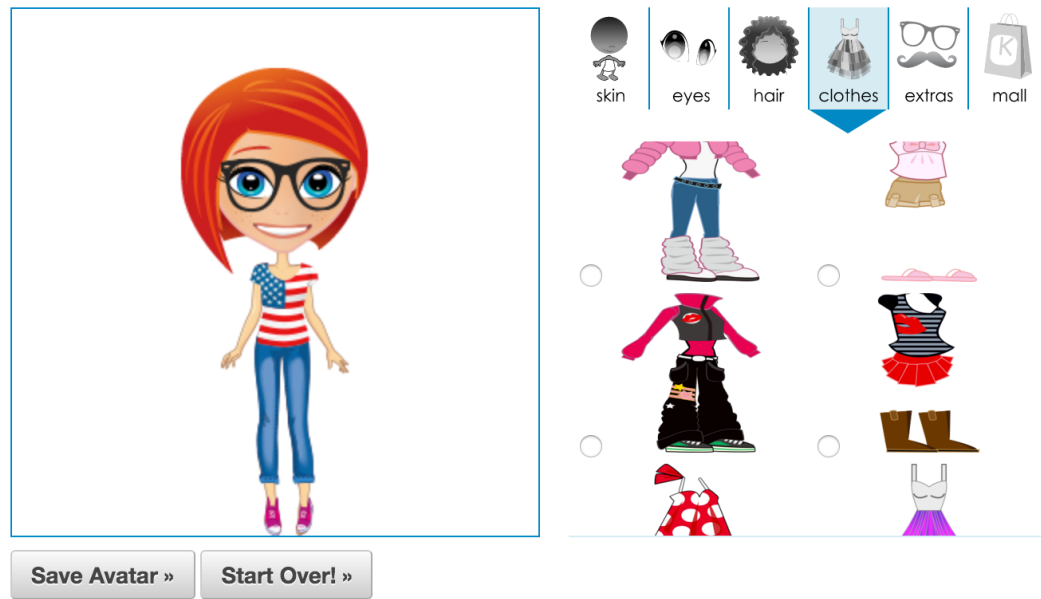 K
skin
eyes
hair
clothes
extras
mall
Save Avatar »
Start Over! »